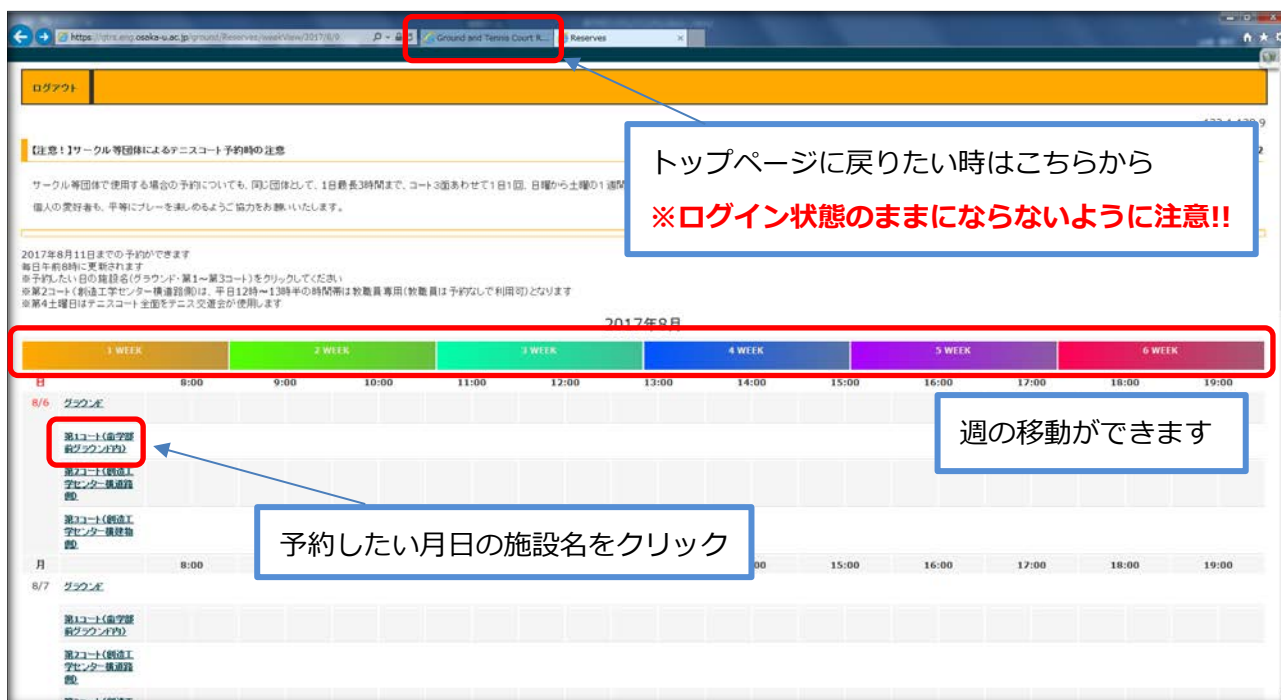 https://gtrs.eng.osaka-u.ac.jp/ground/Reserves/weekView/2017/8/9
Ground and Tennis Court R...
Reserves
ログアウト
【注意！】サークル等団体によるテニスコート予約時の注意
サークル等団体で使用する場合の予約についても、同じ団体として、1日最長3時間まで、コート3面あわせて1日1回、日曜から土曜の1週間
個人の愛好者も、平等にプレーを楽しめるようご協力をお願いいたします。
トップページに戻りたい時はこちらから
※ログイン状態のままにならないように注意!!
2017年8月11日までの予約ができます
毎日午前8時に更新されます
※予約したい日の施設名(グラウンド・第1～第3コート)をクリックしてください
※第2コート(創造工学センター横道路側)は、平日12時～13時半の時間帯は教職員専用(教職員は予約なしで利用可)となります
※第4土曜日はテニスコート全面をテニス交遊会が使用します
2017年8月
1 WEEK 2 WEEK 3 WEEK 4 WEEK 5 WEEK 6 WEEK
日 8:00 9:00 10:00 11:00 12:00 13:00 14:00 15:00 16:00 17:00 18:00 19:00
8/6 グラウンド
週の移動ができます
第1コート(歯学部
前グラウンド内)
第2コート(創造工
学センター横道路
側)
第3コート(創造工
学センター横建物
側)
予約したい月日の施設名をクリック
月 8:00 15:00 16:00 17:00 18:00 19:00
8/7 グラウンド
第1コート(歯学部
前グラウンド内)
第2コート(創造工
学センター横道路
側)